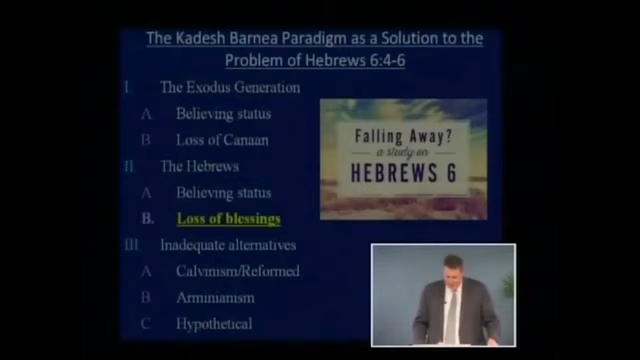 The Kadesh Barnea Paradigm as a Solution to the
Problem of Hebrews 6:4-6
I. The Exodus Generation
A Believing status
B Loss of Canaan
II. The Hebrews
A Believing status
B. Loss of blessings
III Inadequate alternatives
A Calvinism/Reformed
B Arminianism
C Hypothetical
Falling Away?
a study on
HEBREWS 6